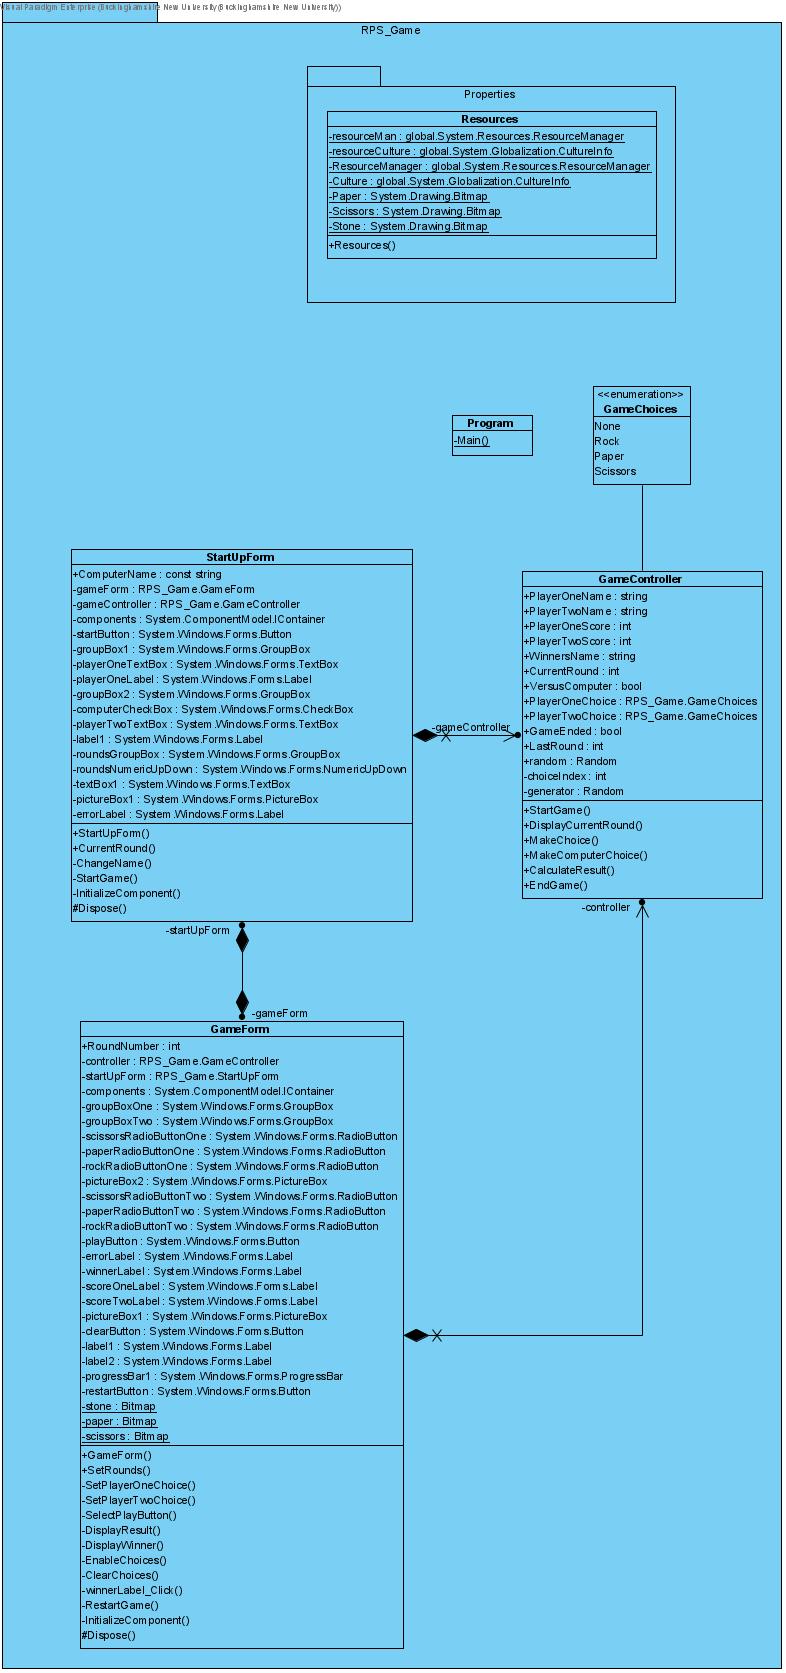 Visual Paradigm Enterprise (Buckinghamshire New University(Buckinghamshire New University))
RPS_Game
Properties
Resources
-resourceMan : global.System.Resources.ResourceManager
-resourceCulture : global.System.Globalization.CultureInfo
-ResourceManager : global.System.Resources.ResourceManager
-Culture : global.System.Globalization.CultureInfo
-Paper : System.Drawing.Bitmap
-Scissors : System.Drawing.Bitmap
-Stone : System.Drawing.Bitmap
+Resources()
<<enumeration>>
GameChoices
None
Rock
Paper
Scissors
Program
-Main()
StartUpForm
+ComputerName : const string
-gameForm : RPS_Game.GameForm
-gameController : RPS_Game.GameController
-components : System.ComponentModel.IContainer
-startButton : System.Windows.Forms.Button
-groupBox1 : System.Windows.Forms.GroupBox
-playerOneTextBox : System.Windows.Forms.TextBox
-playerOneLabel : System.Windows.Forms.Label
-groupBox2 : System.Windows.Forms.GroupBox
-computerCheckBox : System.Windows.Forms.CheckBox
-playerTwoTextBox : System.Windows.Forms.TextBox
-label1 : System.Windows.Forms.Label
-roundsGroupBox : System.Windows.Forms.GroupBox
-roundsNumericUpDown : System.Windows.Forms.NumericUpDown
-textBox1 : System.Windows.Forms.TextBox
-pictureBox1 : System.Windows.Forms.PictureBox
-errorLabel : System.Windows.Forms.Label
+StartUpForm()
+CurrentRound()
-ChangeName()
-StartGame()
-InitializeComponent()
#Dispose()
-gameController
GameController
+PlayerOneName : string
+PlayerTwoName : string
+PlayerOneScore : int
+PlayerTwoScore : int
+WinnersName : string
+CurrentRound : int
+VersusComputer : bool
+PlayerOneChoice : RPS_Game.GameChoices
+PlayerTwoChoice : RPS_Game.GameChoices
+GameEnded : bool
+LastRound : int
+random : Random
-choiceIndex : int
-generator : Random
+StartGame()
+DisplayCurrentRound()
+MakeChoice()
+MakeComputerChoice()
+CalculateResult()
+EndGame()
-controller
-startUpForm
-gameForm
GameForm
+RoundNumber : int
-controller : RPS_Game.GameController
-startUpForm : RPS_Game.StartUpForm
-components : System.ComponentModel.IContainer
-groupBoxOne : System.Windows.Forms.GroupBox
-groupBoxTwo : System.Windows.Forms.GroupBox
-scissorsRadioButtonOne : System.Windows.Forms.RadioButton
-paperRadioButtonOne : System.Windows.Forms.RadioButton
-rockRadioButtonOne : System.Windows.Forms.RadioButton
-pictureBox2 : System.Windows.Forms.PictureBox
-scissorsRadioButtonTwo : System.Windows.Forms.RadioButton
-paperRadioButtonTwo : System.Windows.Forms.RadioButton
-rockRadioButtonTwo : System.Windows.Forms.RadioButton
-playButton : System.Windows.Forms.Button
-errorLabel : System.Windows.Forms.Label
-winnerLabel : System.Windows.Forms.Label
-scoreOneLabel : System.Windows.Forms.Label
-scoreTwoLabel : System.Windows.Forms.Label
-pictureBox1 : System.Windows.Forms.PictureBox
-clearButton : System.Windows.Forms.Button
-label1 : System.Windows.Forms.Label
-label2 : System.Windows.Forms.Label
-progressBar1 : System.Windows.Forms.ProgressBar
-restartButton : System.Windows.Forms.Button
-stone : Bitmap
-paper : Bitmap
-scissors : Bitmap
+GameForm()
+SetRounds()
-SetPlayerOneChoice()
-SetPlayerTwoChoice()
-SelectPlayButton()
-DisplayResult()
-DisplayWinner()
-EnableChoices()
-ClearChoices()
-winnerLabel_Click()
-RestartGame()
-InitializeComponent()
#Dispose()